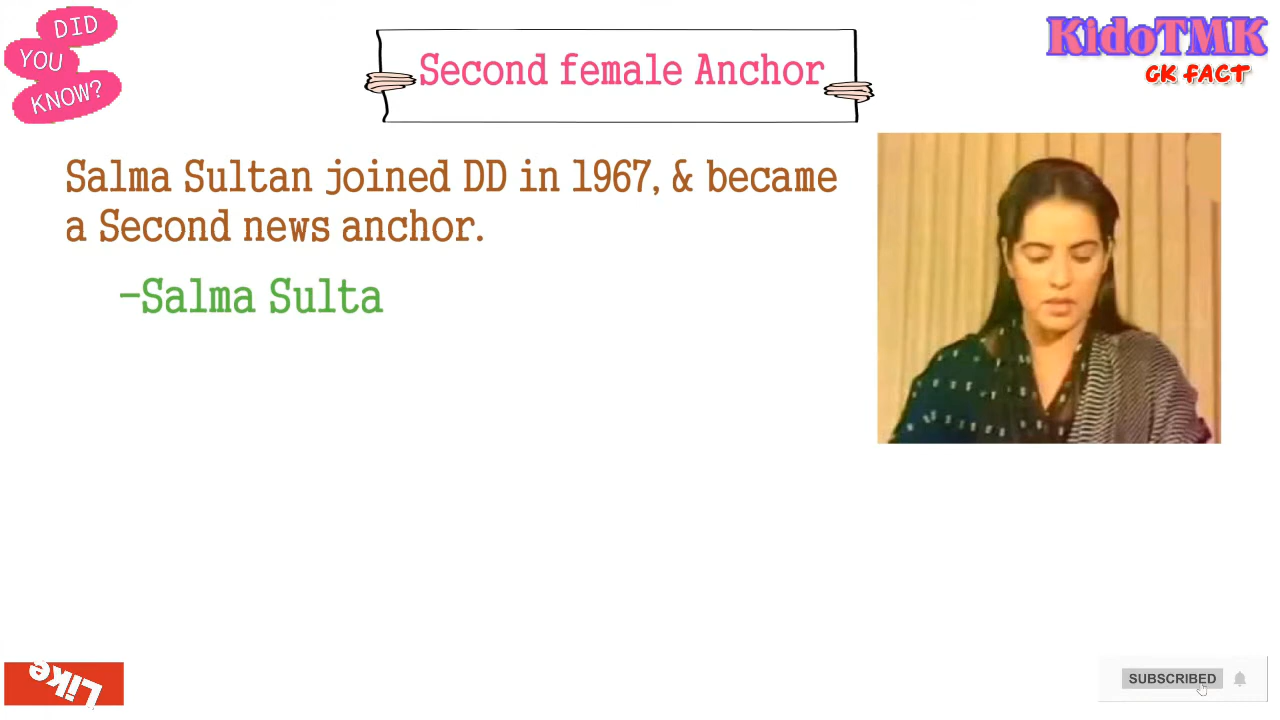 DID
YOU
KNOW?
Second female Anchor
KidoTMK
GK FACT
Salma Sultan joined DD in 1967, & became
a Second news anchor.
-Salma Sulta
Like
SUBSCRIBED